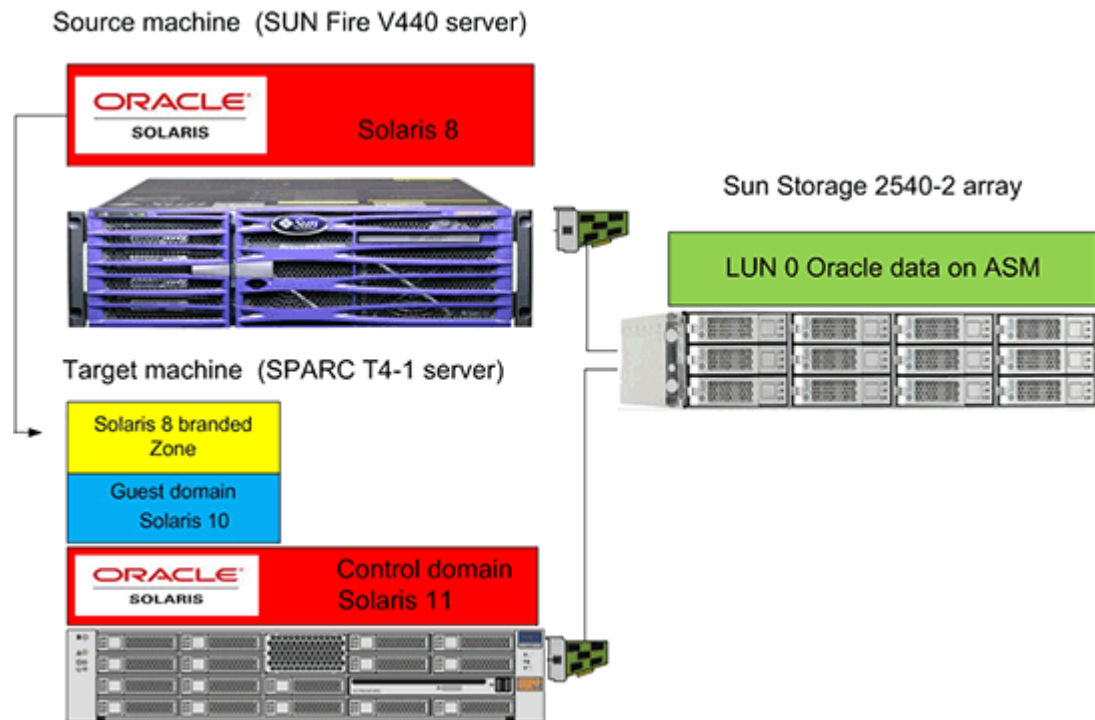 Source machine (SUN Fire V440 server)
ORACLE
SOLARIS
Solaris 8
Sun
Sun Storage 2540-2 array
LUN 0 Oracle data on ASM
Target machine (SPARC T4-1 server)
Solaris 8 branded
Zone
Guest domain
Solaris 10
ORACLE
SOLARIS
Control domain
Solaris 11